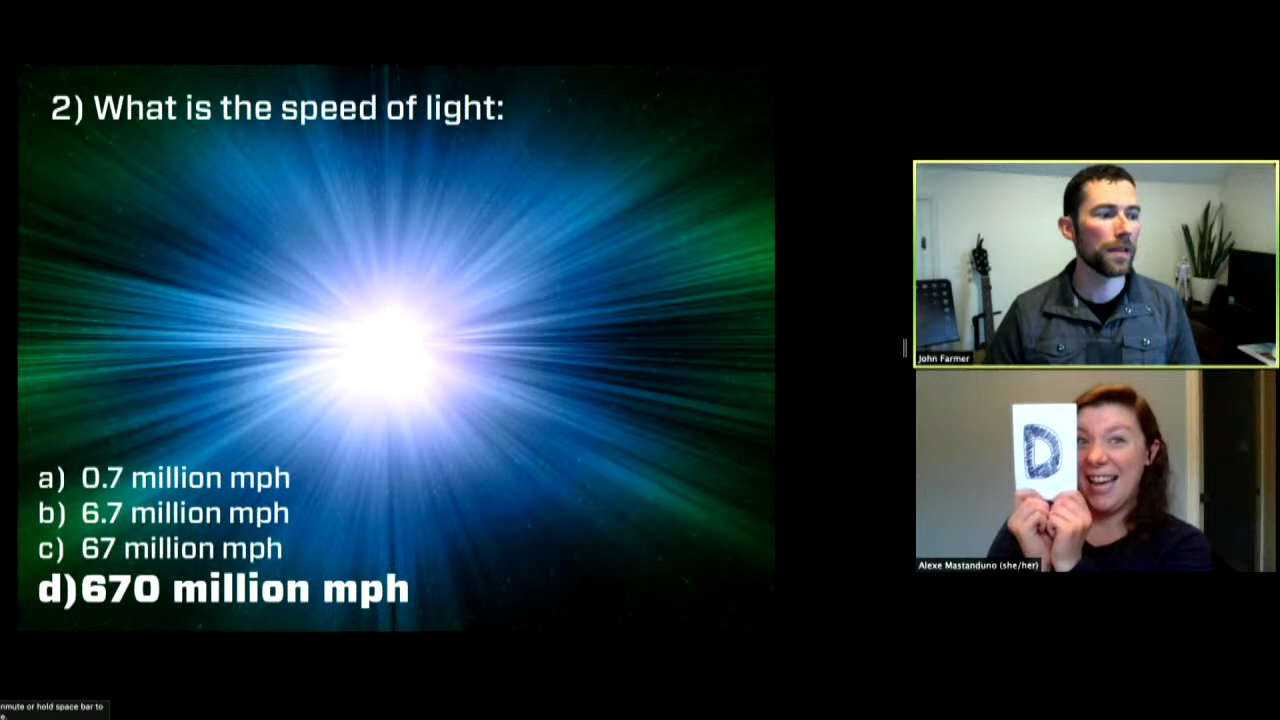 2) What is the speed of light:
a) 0.7 million mph
b) 6.7 million mph
c) 67 million mph
d)670 million mph
John Farmer
D
Alexe Mastanduno (she/her)
nmute or hold space bar to
e.